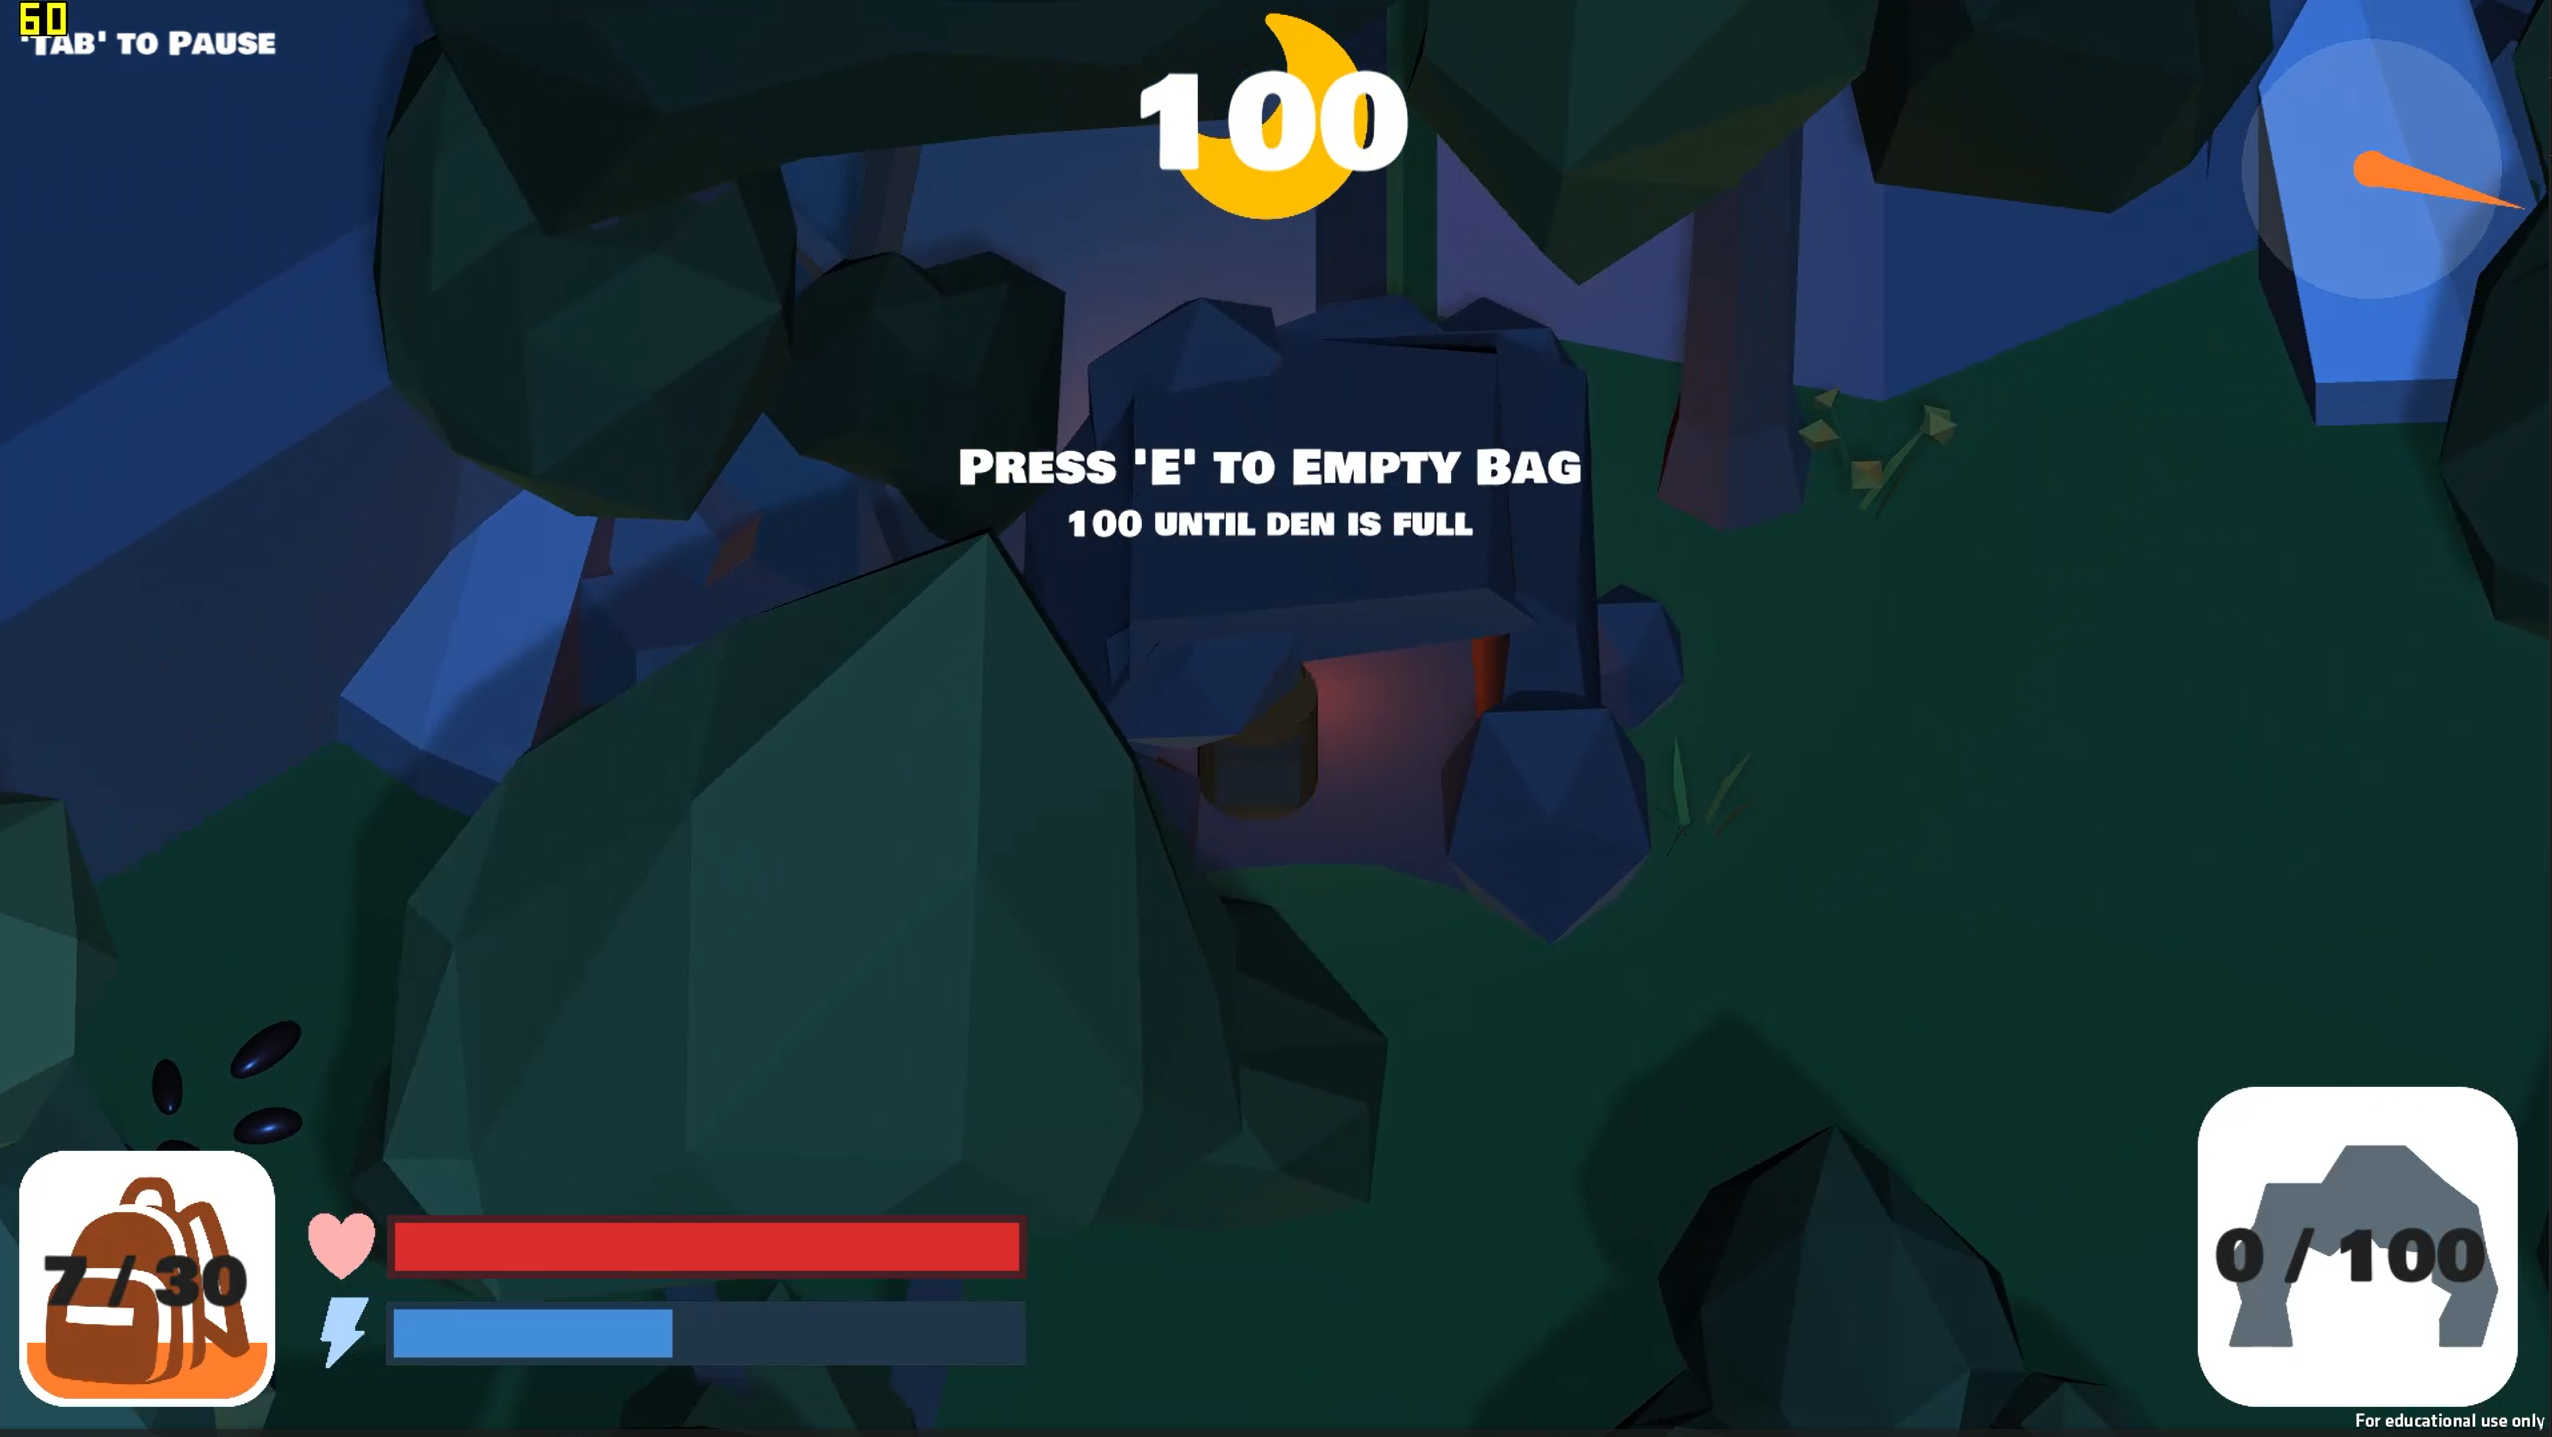 60
'Tab' to Pause
100
Press 'E' to Empty Bag
100 until den is full
7 / 30
0 / 100
For educational use only